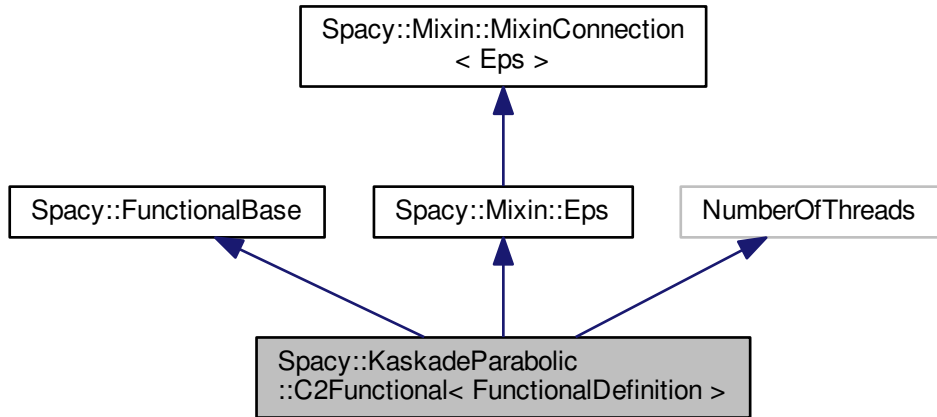 Spacy::Mixin::MixinConnection
< Eps >
Spacy::FunctionalBase
Spacy::Mixin::Eps
NumberOfThreads
Spacy::KaskadeParabolic
::C2Functional< FunctionalDefinition >